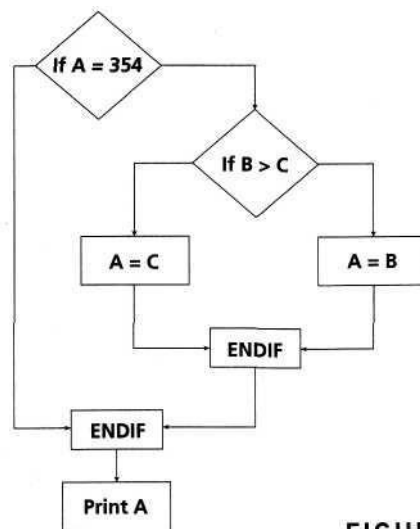 If A = 354
If B > C
A = C
A = B
ENDIF
ENDIF
Print A